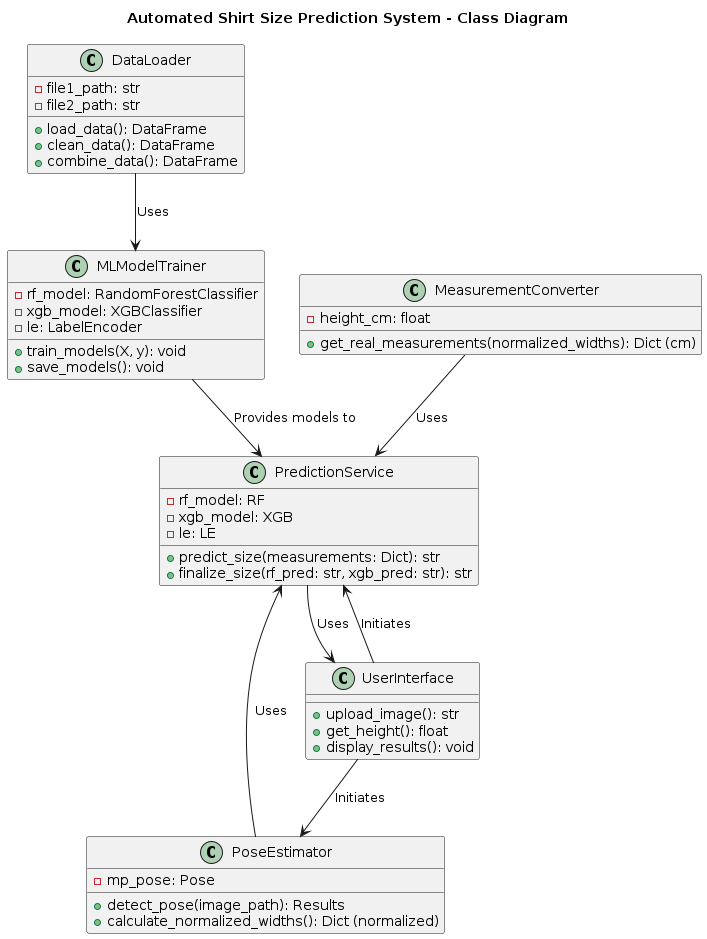 Automated Shirt Size Prediction System - Class Diagram
C DataLoader
file1_path: str
file2_path: str
load_data(): DataFrame
clean_data(): DataFrame
combine_data(): DataFrame
Uses
C MLModelTrainer
rf_model: RandomForestClassifier
xgb_model: XGBClassifier
le: LabelEncoder
train_models(X, y): void
save_models(): void
C MeasurementConverter
height_cm: float
get_real_measurements(normalized_widths): Dict (cm)
Provides models to
Uses
C PredictionService
rf_model: RF
xgb_model: XGB
le: LE
predict_size(measurements: Dict): str
finalize_size(rf_pred: str, xgb_pred: str): str
Uses
Initiates
C UserInterface
upload_image(): str
get_height(): float
display_results(): void
Uses
Initiates
C PoseEstimator
mp_pose: Pose
detect_pose(image_path): Results
calculate_normalized_widths(): Dict (normalized)